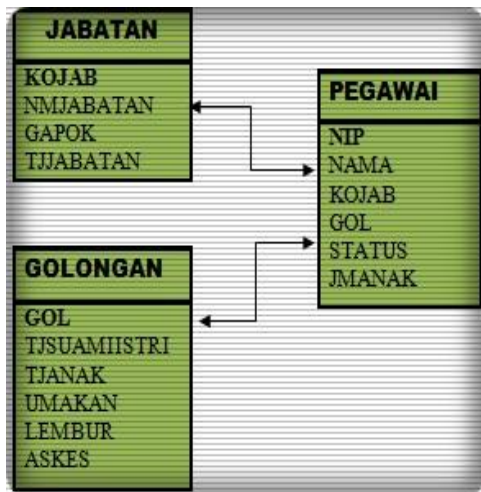 JABATAN
KOJAB
NMJABATAN
GAPOK
TJJABATAN
PEGAWAI
NIP
NAMA
KOJAB
GOL
STATUS
JMANAK
GOLONGAN
GOL
TJSUAMIISTRI
TJANAK
UMAKAN
LEMBUR
ASKES